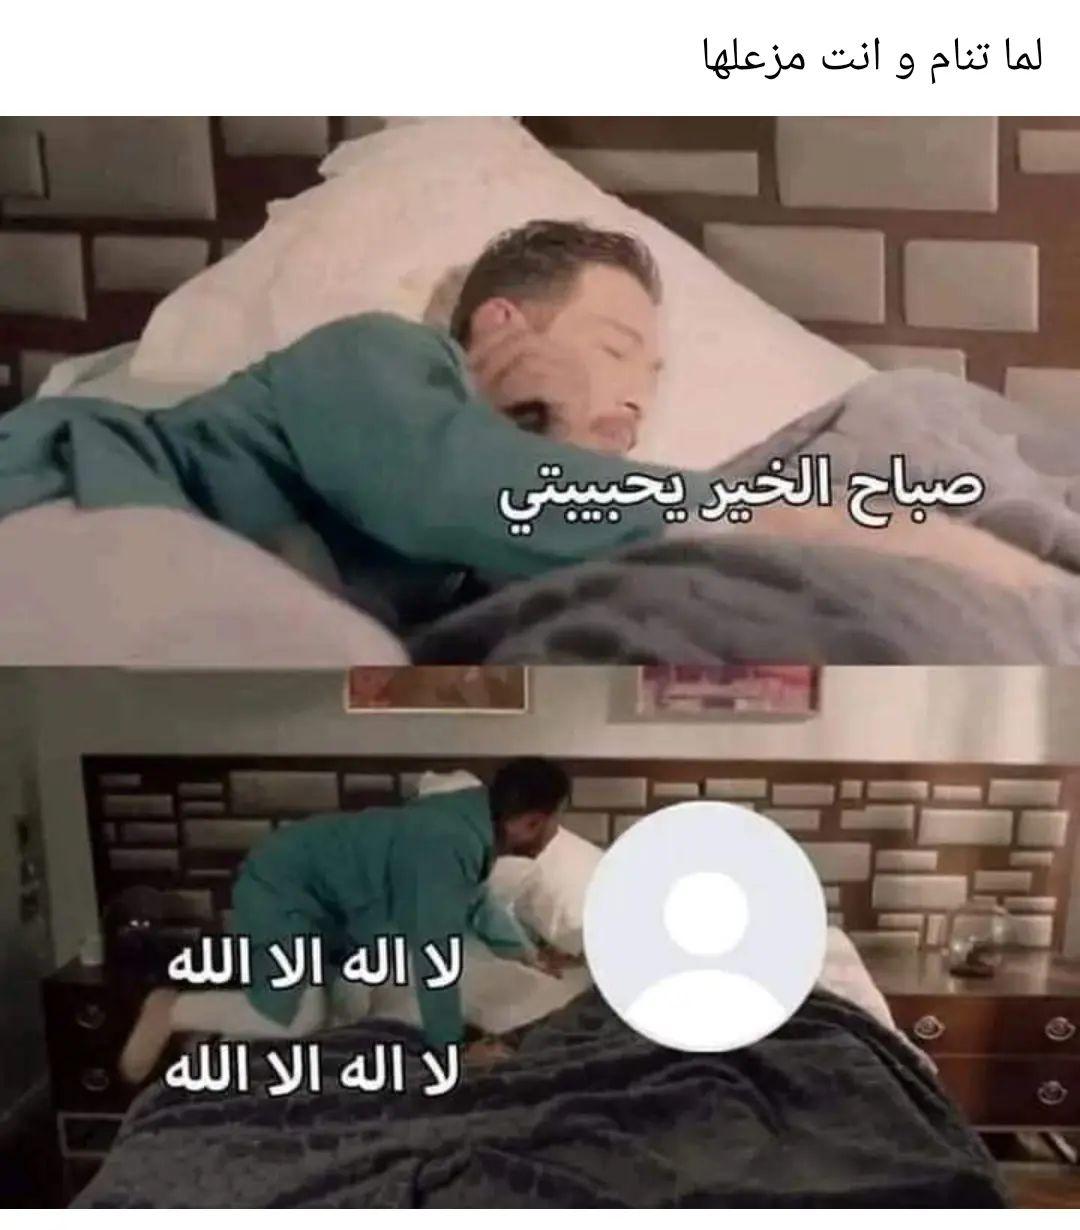 لما تنام و انت مزعلها
صباح الخير يحبيبتي
لا اله الا الله
لا اله الا الله